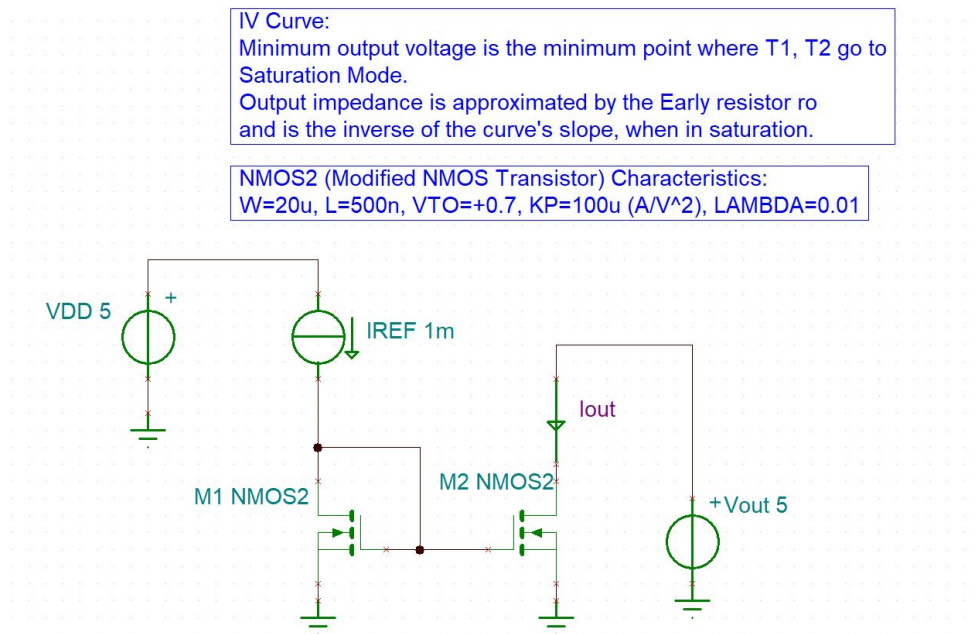 IV Curve:
Minimum output voltage is the minimum point where T1, T2 go to
Saturation Mode.
Output impedance is approximated by the Early resistor ro
and is the inverse of the curve's slope, when in saturation.
NMOS2 (Modified NMOS Transistor) Characteristics:
W=20u, L=500n, VTO=+0.7, KP=100u (A/V^2), LAMBDA=0.01
VDD 5
+
IREF 1m
Iout
M1 NMOS2
M2 NMOS2
+
Vout 5